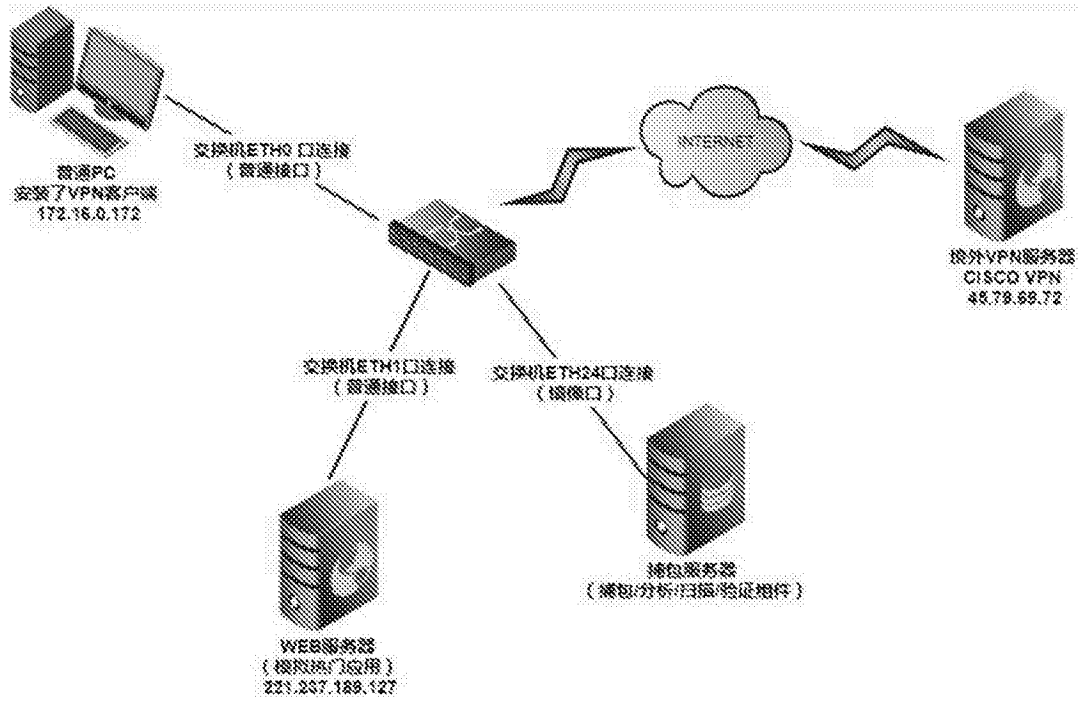 普通PC
安装了VPN客户端
172.16.0.172
交换机ETH0 口连接
（普通接口）
INTERNET
境外VPN服务器
CISCO VPN
45.79.69.72
交换机ETH1口连接
（普通接口）
交换机ETH24口连接
（镜像口）
捕包服务器
（捕包/分析/扫描/验证组件）
WEB服务器
（模拟热门应用）
221.237.189.127